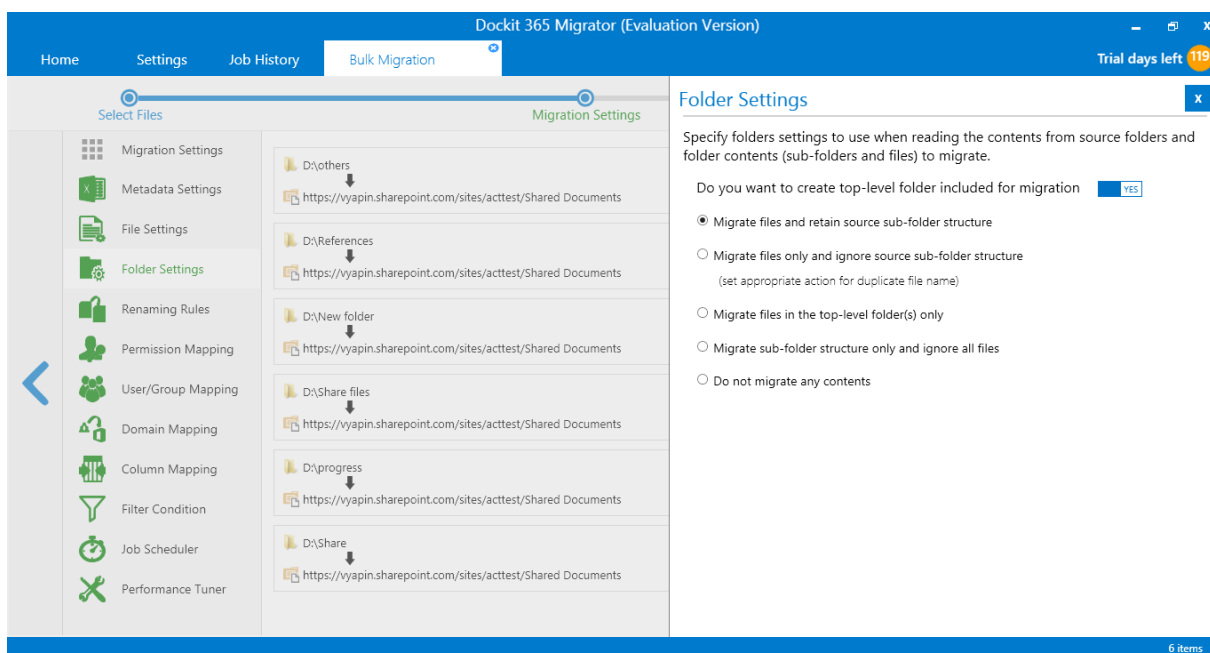 Dockit 365 Migrator (Evaluation Version)
Home
Settings
Job History
Bulk Migration
Trial days left 119
Select Files
Migration Settings
Migration Settings
Metadata Settings
File Settings
Folder Settings
Renaming Rules
Permission Mapping
User/Group Mapping
Domain Mapping
Column Mapping
Filter Condition
Job Scheduler
Performance Tuner
D:\others
https://vyapin.sharepoint.com/sites/acttest/Shared Documents
D:\References
https://vyapin.sharepoint.com/sites/acttest/Shared Documents
D:\New folder
https://vyapin.sharepoint.com/sites/acttest/Shared Documents
D:\Share files
https://vyapin.sharepoint.com/sites/acttest/Shared Documents
D:\progress
https://vyapin.sharepoint.com/sites/acttest/Shared Documents
D:\Share
https://vyapin.sharepoint.com/sites/acttest/Shared Documents
Folder Settings
x
Specify folders settings to use when reading the contents from source folders and
folder contents (sub-folders and files) to migrate.
Do you want to create top-level folder included for migration YES
Migrate files and retain source sub-folder structure
Migrate files only and ignore source sub-folder structure
(set appropriate action for duplicate file name)
Migrate files in the top-level folder(s) only
Migrate sub-folder structure only and ignore all files
Do not migrate any contents
6 items